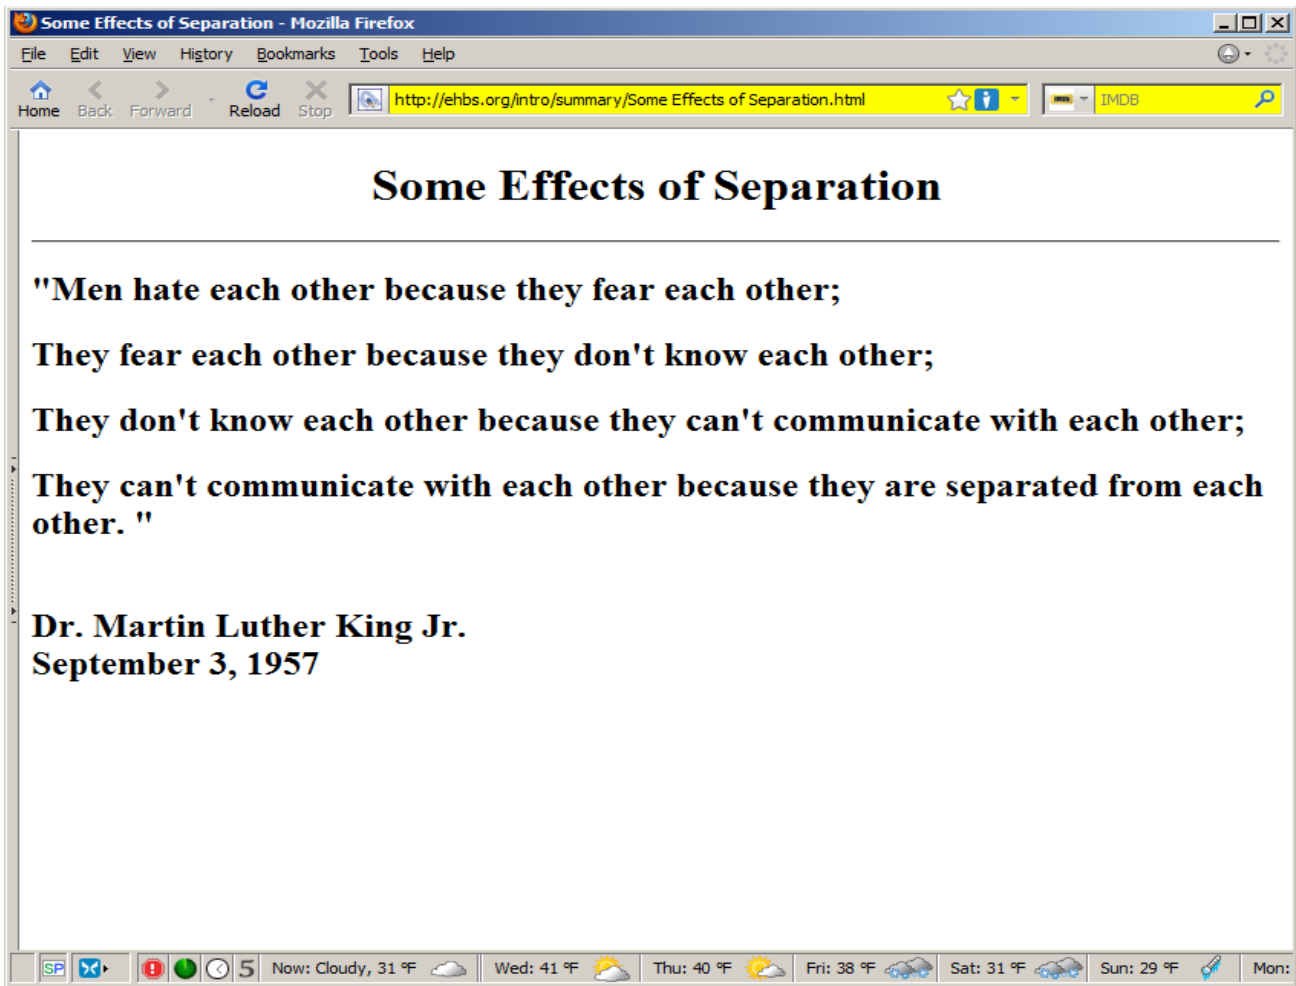 Some Effects of Separation - Mozilla Firefox
File Edit View History Bookmarks Tools Help
Home Back Forward Reload Stop http://ehbs.org/intro/summary/Some Effects of Separation.html IMDB
Some Effects of Separation
"Men hate each other because they fear each other;
They fear each other because they don't know each other;
They don't know each other because they can't communicate with each other;
They can't communicate with each other because they are separated from each
other. "
Dr. Martin Luther King Jr.
September 3, 1957
SP 5 Now: Cloudy, 31 °F Wed: 41 °F Thu: 40 °F Fri: 38 °F Sat: 31 °F Sun: 29 °F Mon: